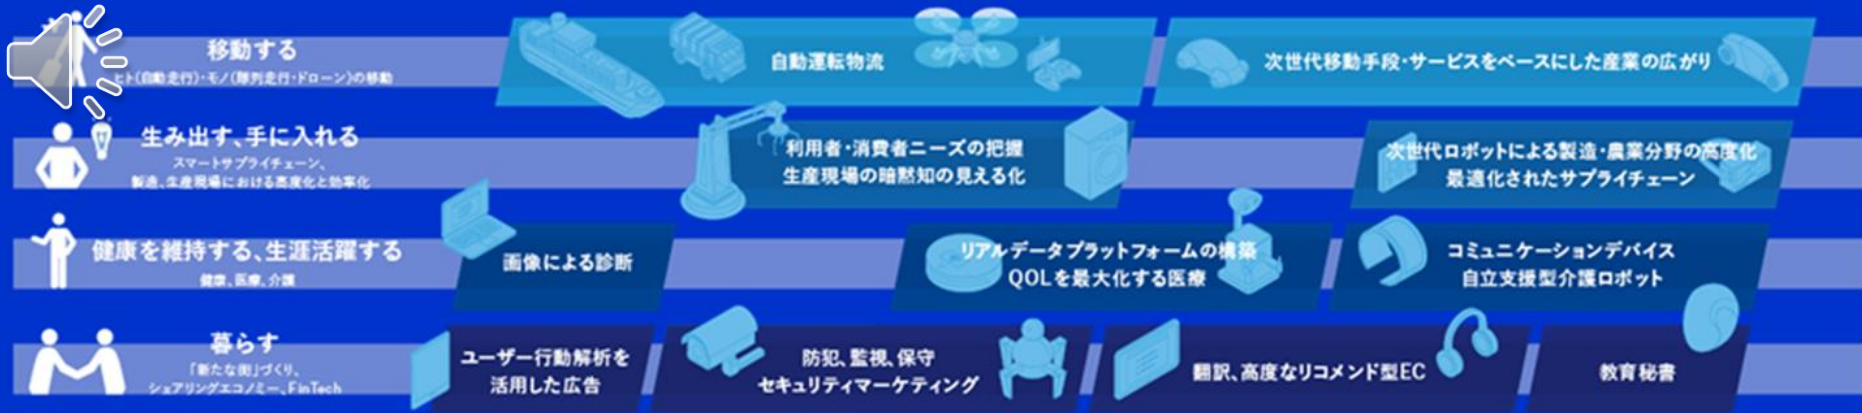 移動する
ヒト(自動走行)・モノ(隊列走行・ドローン)の移動
自動運転物流
次世代移動手段・サービスをベースにした産業の広がり
生み出す、手に入れる
スマートサプライチェーン、
製造、生産現場における高度化と効率化
利用者・消費者ニーズの把握
生産現場の暗黙知の見える化
次世代ロボットによる製造・農業分野の高度化
最適化されたサプライチェーン
健康を維持する、生涯活躍する
健康、医療、介護
画像による診断
リアルデータプラットフォームの構築
QOLを最大化する医療
コミュニケーションデバイス
自立支援型介護ロボット
暮らす
「新たな街」づくり、
シェアリングエコノミー、FinTech
ユーザー行動解析を
活用した広告
防犯、監視、保守
セキュリティマーケティング
翻訳、高度なリコメンド型EC
教育秘書